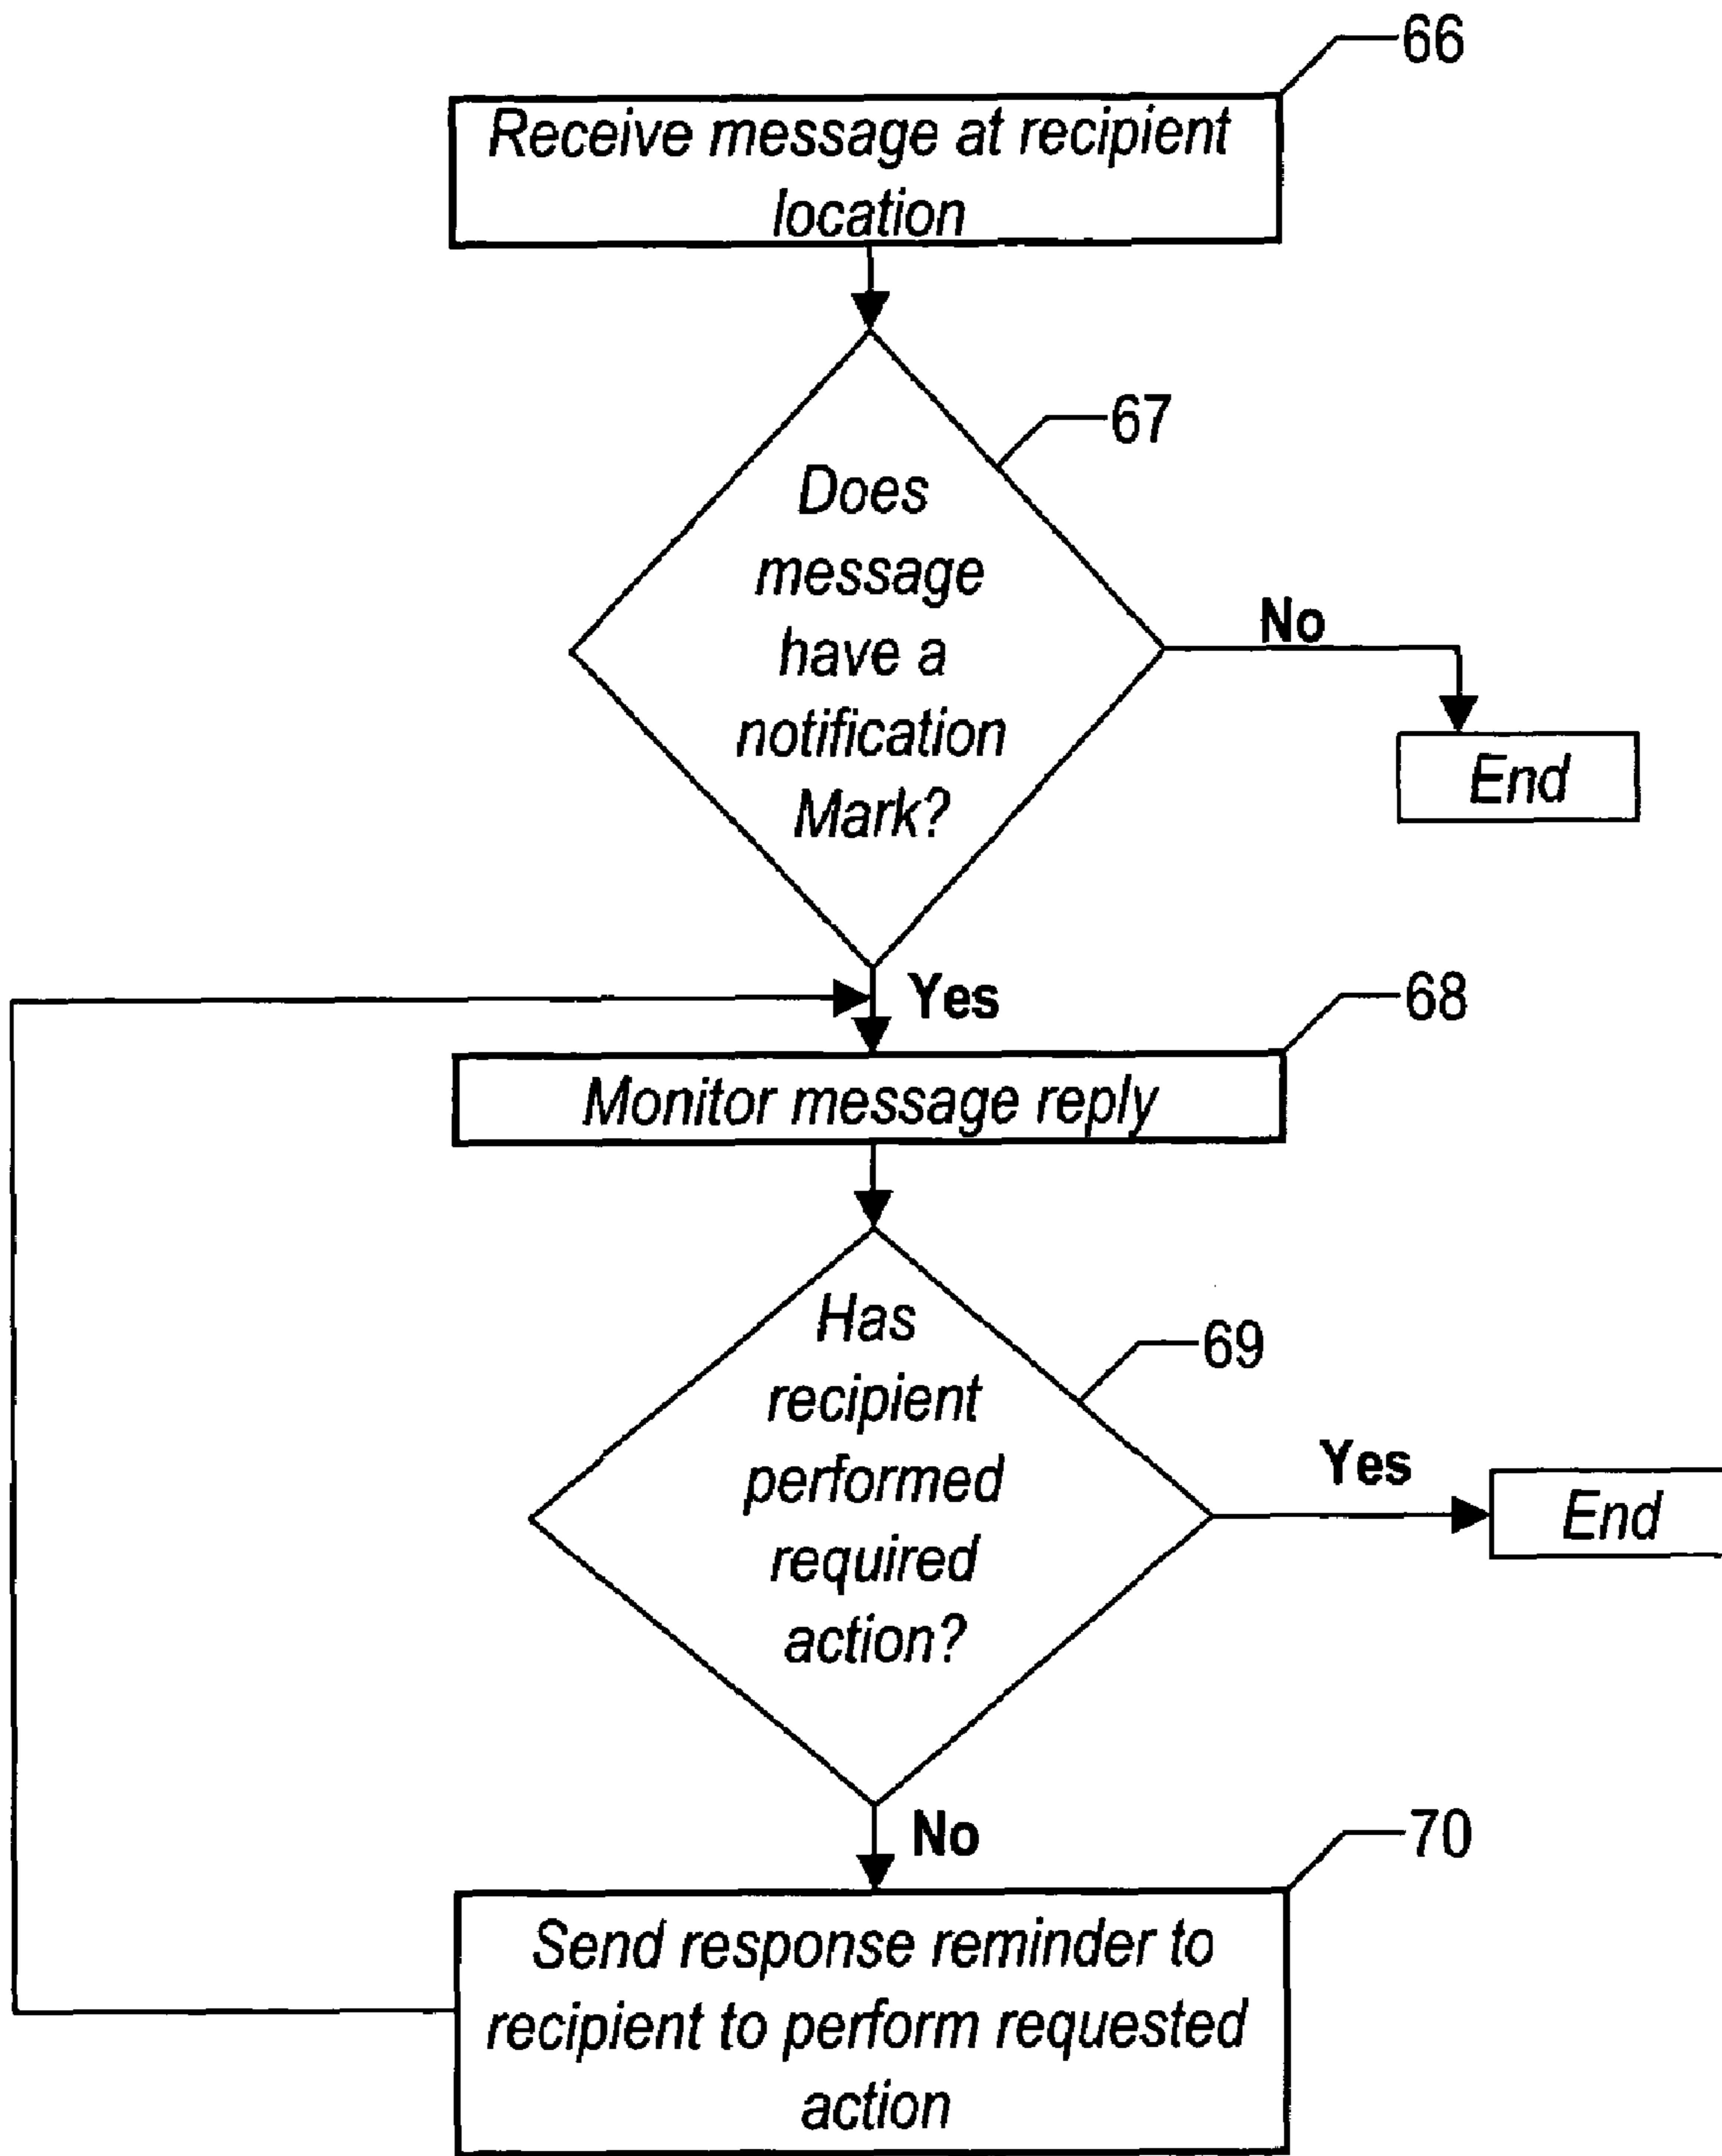 66
Receive message at recipient
location
67
Does
message
have a
notification
Mark?
No
End
Yes
68
Monitor message reply
Has
69
recipient
performed
required
action?
Yes
End
No
70
Send response reminder to
recipient to perform requested
action